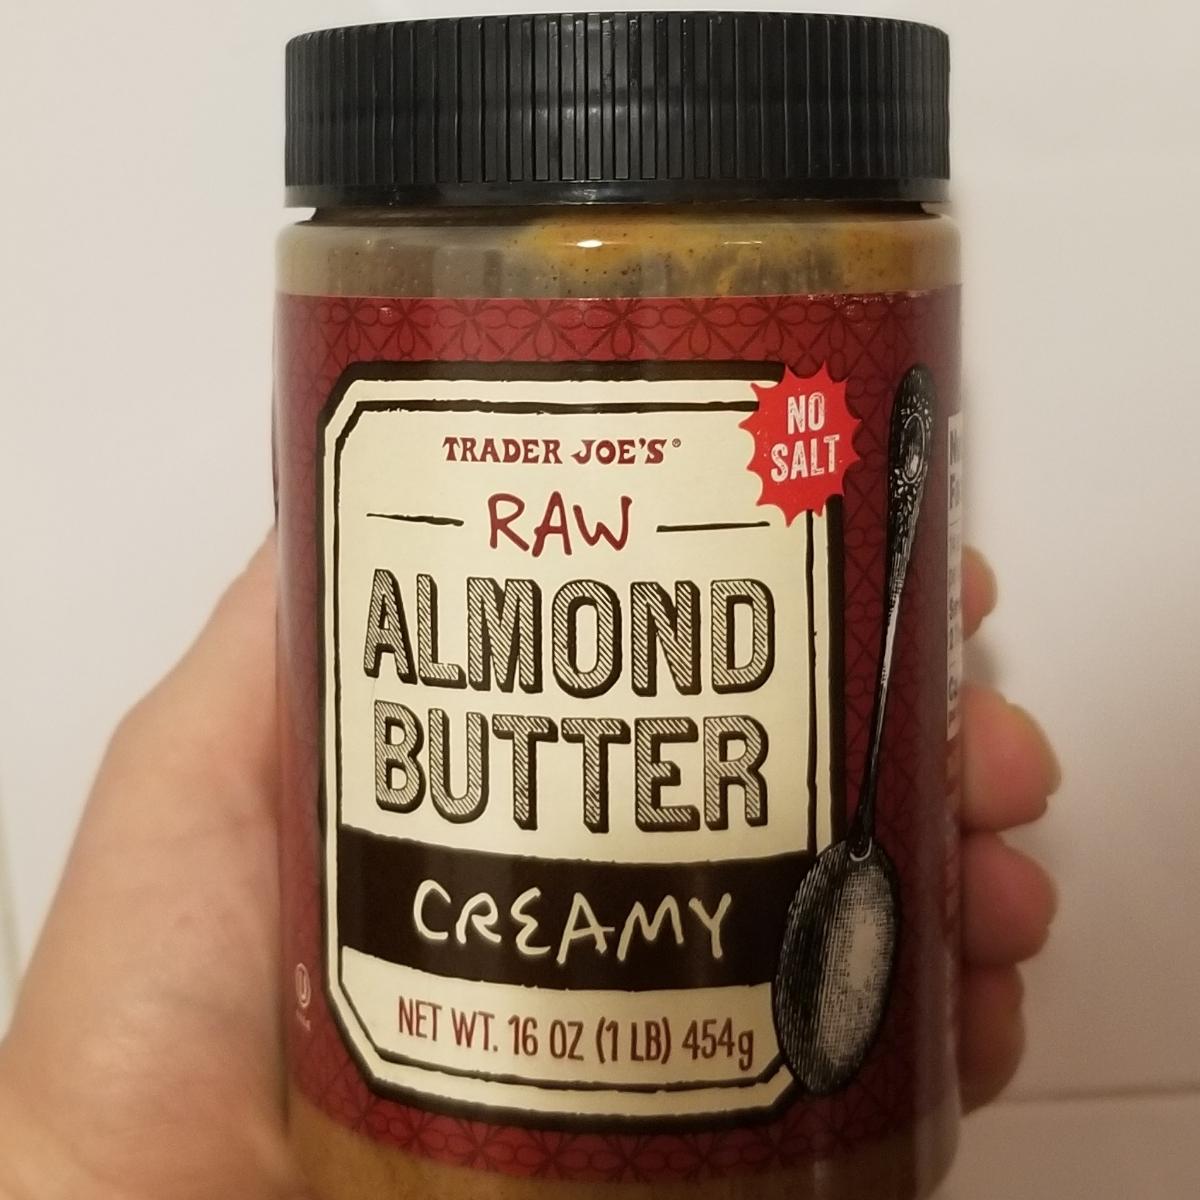 NO
SALT
TRADER JOE'S®
RAW
ALMOND
BUTTER
CREAMY
NET WT. 16 OZ (1 LB) 454g
U